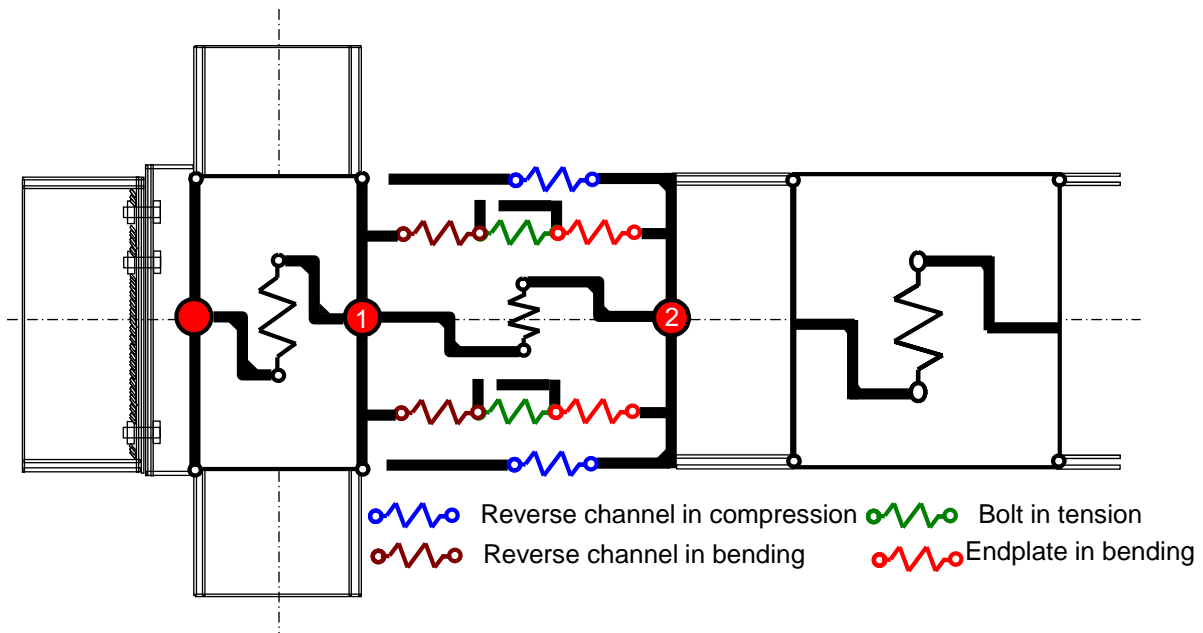 1
2
Reverse channel in compression
Bolt in tension
Reverse channel in bending
Endplate in bending